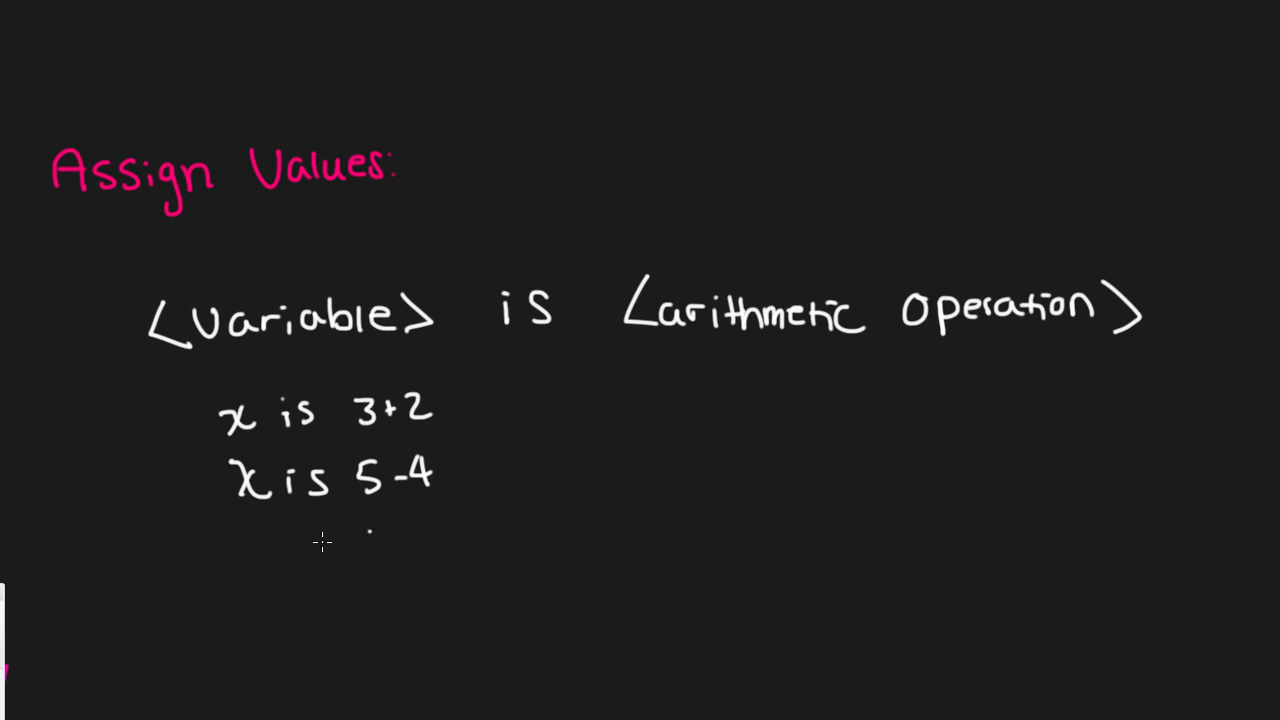 Assign Values:
<variable> is <arithmetic operation>
x is 3+2
x is 5-4